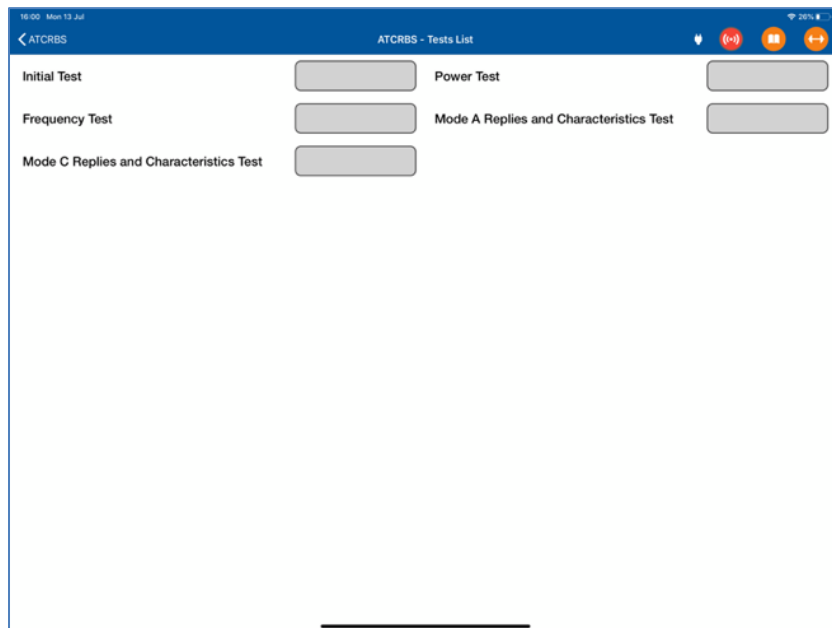 16:00 Mon 13 Jul
26%
ATCRBS
ATCRBS - Tests List
Initial Test
Power Test
Frequency Test
Mode A Replies and Characteristics Test
Mode C Replies and Characteristics Test